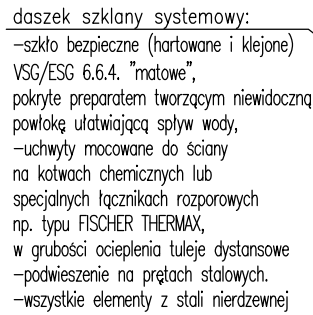 daszek szklany systemowy:
–szkło bezpieczne (hartowane i klejone)
VSG/ESG 6.6.4. "matowe",
pokryte preparatem tworzącym niewidoczną
powłokę ułatwiającą spływ wody,
–uchwyty mocowane do ściany
na kotwach chemicznych lub
specjalnych łącznikach rozporowych
np. typu FISCHER THERMAX,
w grubości ocieplenia tuleje dystansowe
–podwieszenie na prętach stalowych.
–wszystkie elementy z stali nierdzewnej